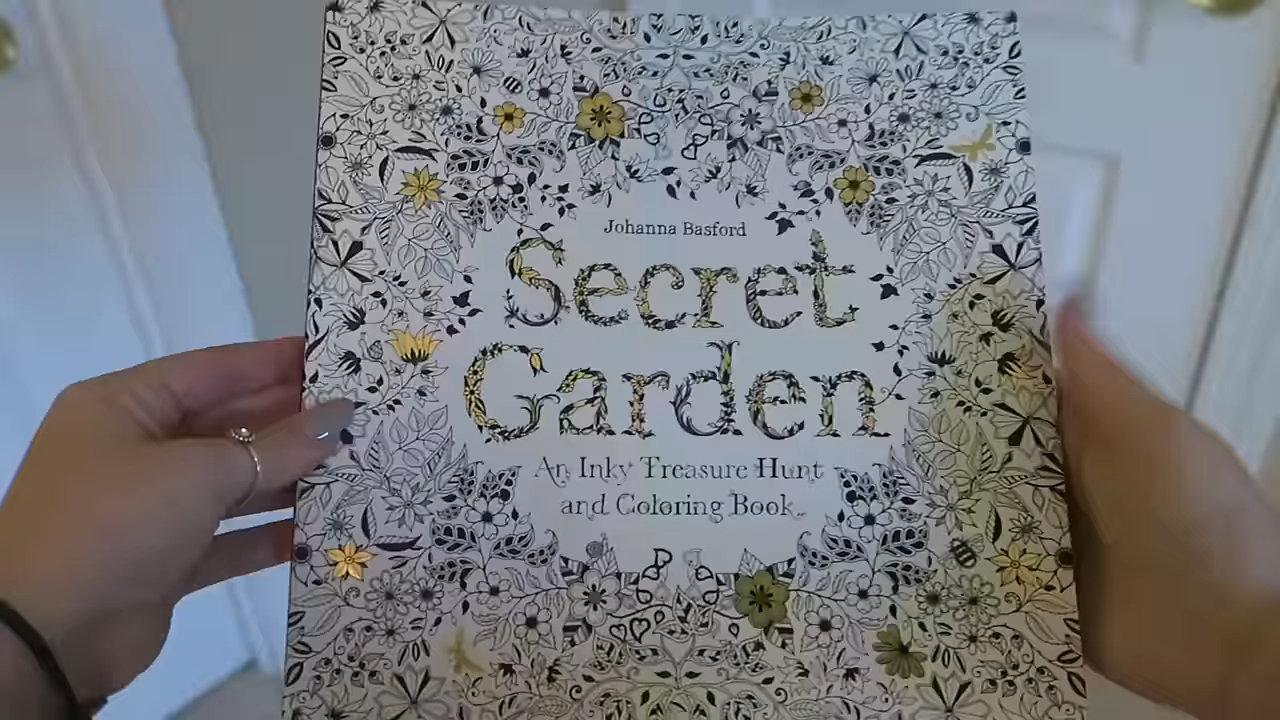 Johanna Basford
Secret
Garden
An Inky Treasure Hunt
and Coloring Book